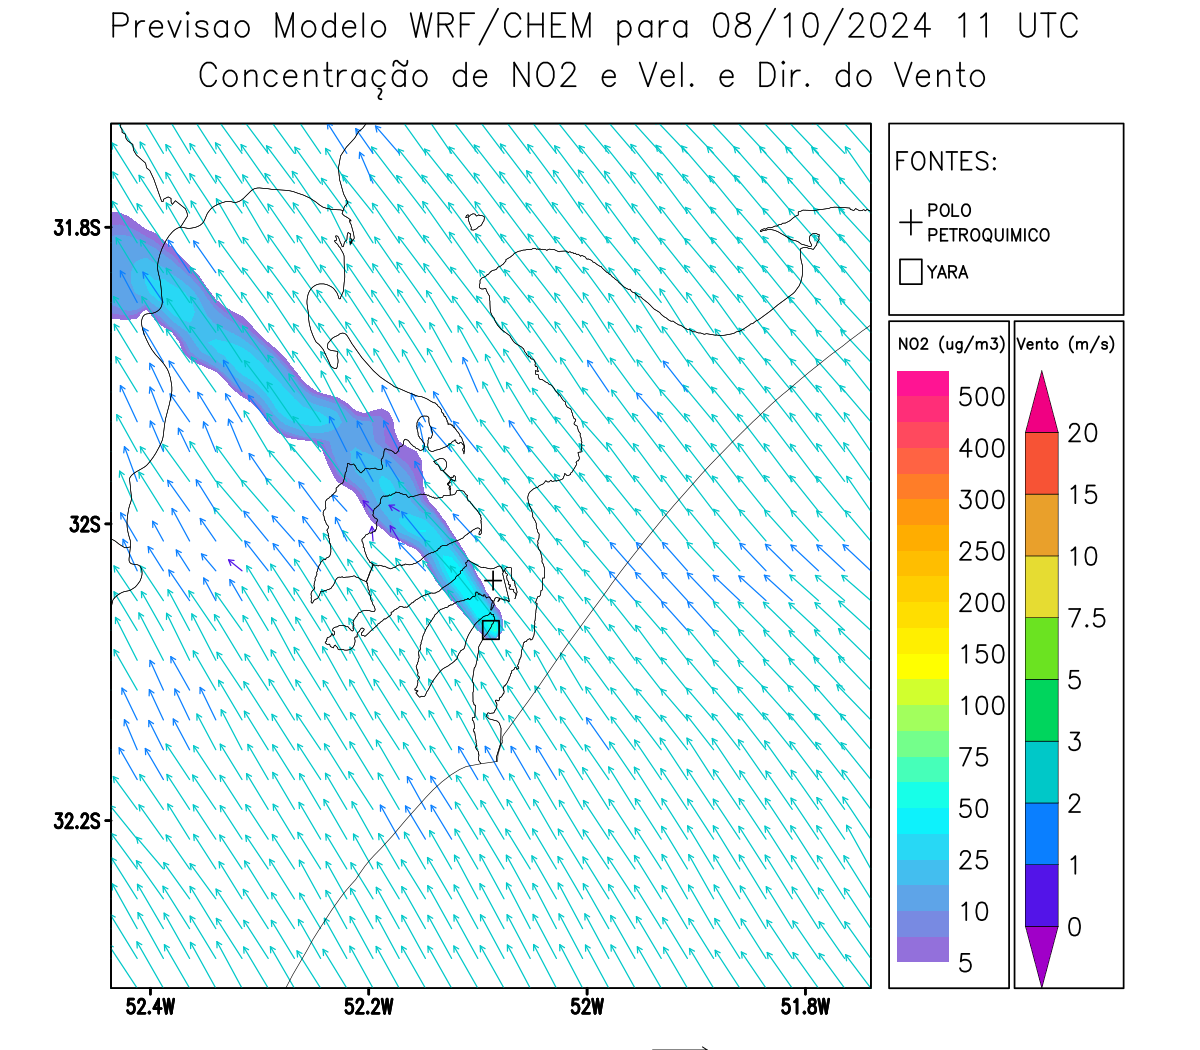 Previsao Modelo WRF/CHEM para 08/10/2024 11 UTC
Concentração de NO2 e Vel. e Dir. do Vento
FONTES:
POLO
PETROQUIMICO
YARA
NO2 (ug/m3)
500
400
300
250
200
150
100
75
50
25
10
5
Vento (m/s)
20
15
10
7.5
5
3
2
1
0
31.8S
32S
32.2S
52.4W
52.2W
52W
51.8W